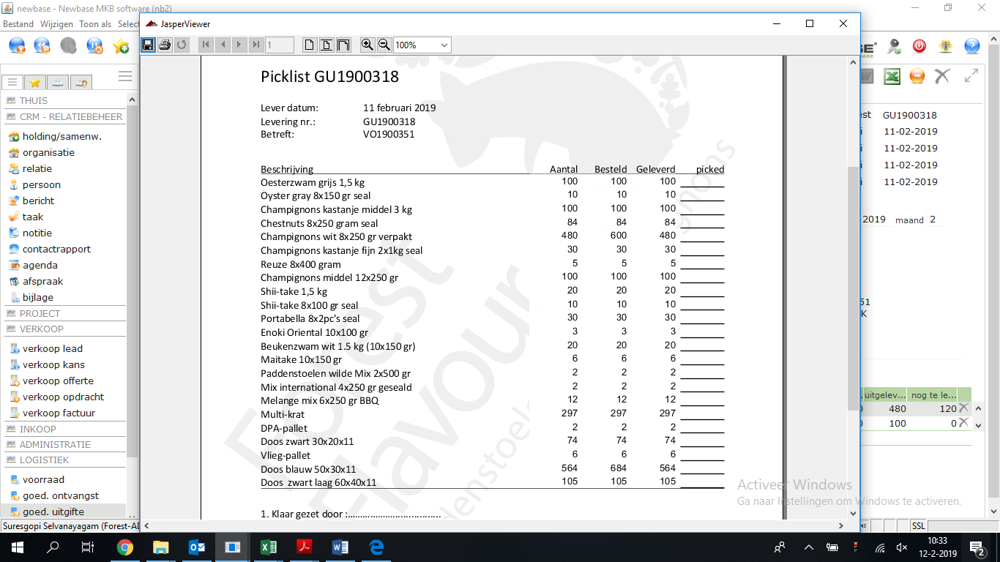 newbase - Newbase MKB software (nb2)
Bestand Wijzigen Toon als Select
JasperViewer
1
100%
THUIS
CRM - RELATIEBEHEER
holding/samenw.
organisatie
relatie
persoon
bericht
taak
notitie
contactrapport
agenda
afspraak
bijlage
PROJECT
VERKOOP
verkoop lead
verkoop kans
verkoop offerte
verkoop opdracht
verkoop factuur
INKOOP
ADMINISTRATIE
LOGISTIEK
voorraad
goed. ontvangst
goed. uitgifte
Suresgopi Selvanayagam (Forest-AD
Picklist GU1900318
Lever datum: 11 februari 2019
Levering nr.: GU1900318
Betreft: VO1900351
Beschrijving Aantal Besteld Geleverd picked
Oesterzwam grijs 1,5 kg 100 100 100
Oyster gray 8x150 gr seal 10 10 10
Champignons kastanje middel 3 kg 100 100 100
Chestnuts 8x250 gram seal 84 84 84
Champignons wit 8x250 gr verpakt 480 600 480
Champignons kastanje fijn 2x1kg seal 30 30 30
Reuze 8x400 gram 5 5 5
Champignons middel 12x250 gr 100 100 100
Shii-take 1,5 kg 20 20 20
Shii-take 8x100 gr seal 10 10 10
Portabella 8x2pc's seal 30 30 30
Enoki Oriental 10x100 gr 3 3 3
Beukenzwam wit 1.5 kg (10x150 gr) 20 20 20
Maitake 10x150 gr 6 6 6
Paddenstoelen wilde Mix 2x500 gr 2 2 2
Mix international 4x250 gr geseald 2 2 2
Melange mix 6x250 gr BBQ 12 12 12
Multi-krat 297 297 297
DPA-pallet 2 2 2
Doos zwart 30x20x11 74 74 74
Vlieg-pallet 6 6 6
Doos blauw 50x30x11 564 684 564
Doos zwart laag 60x40x11 105 105 105
1. Klaar gezet door :......................................
Forest
Flavour
denstoel
gnons
SE
WARE
est GU1900318
i 11-02-2019
i 11-02-2019
i 11-02-2019
i 11-02-2019
2019 maand 2
51
K
uitgelev... nog te le...
480 120
100 0
Activeer Windows
Ga naar Instellingen om Windows te activeren.
SSL
10:33
12-2-2019
2